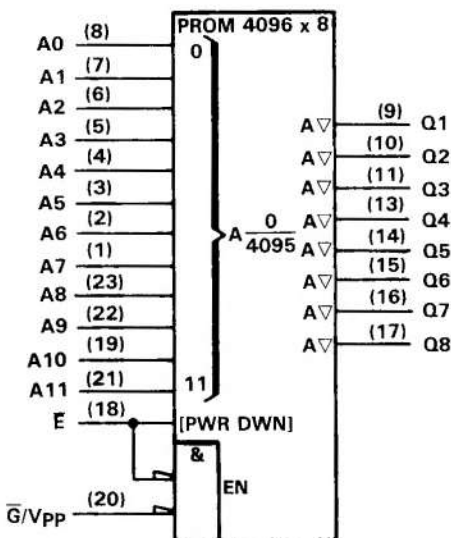 PROM 4096 x 8
A0 (8) 0
A1 (7)
A2 (6)
A3 (5)
A4 (4)
A5 (3)
A6 (2)
A7 (1)
A8 (23)
A9 (22)
A10 (19)
A11 (21) 11
E (18) [PWR DWN]
&
EN
G̅/VPP (20)
A 0
4095
A▽ (9) Q1
A▽ (10) Q2
A▽ (11) Q3
A▽ (13) Q4
A▽ (14) Q5
A▽ (15) Q6
A▽ (16) Q7
A▽ (17) Q8